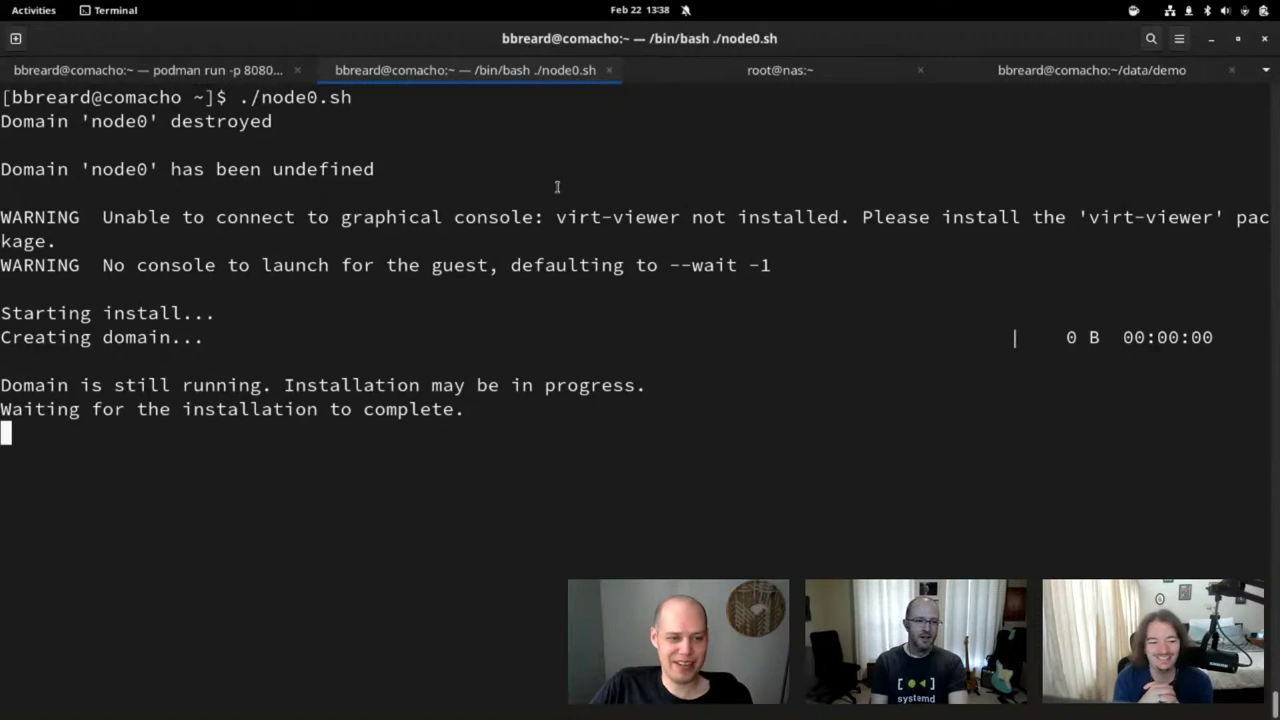 Activities
Terminal
Feb 22 13:38
bbreard@comacho:~ — /bin/bash ./node0.sh
bbreard@comacho:~ — podman run -p 8080...
bbreard@comacho:~ — /bin/bash ./node0.sh
root@nas:~
bbreard@comacho:~/data/demo
[bbreard@comacho ~]$ ./node0.sh
Domain 'node0' destroyed
Domain 'node0' has been undefined
WARNING  Unable to connect to graphical console: virt-viewer not installed. Please install the 'virt-viewer' pac
kage.
WARNING  No console to launch for the guest, defaulting to --wait -1
Starting install...
Creating domain... | 0 B 00:00:00
Domain is still running. Installation may be in progress.
Waiting for the installation to complete.
systemd